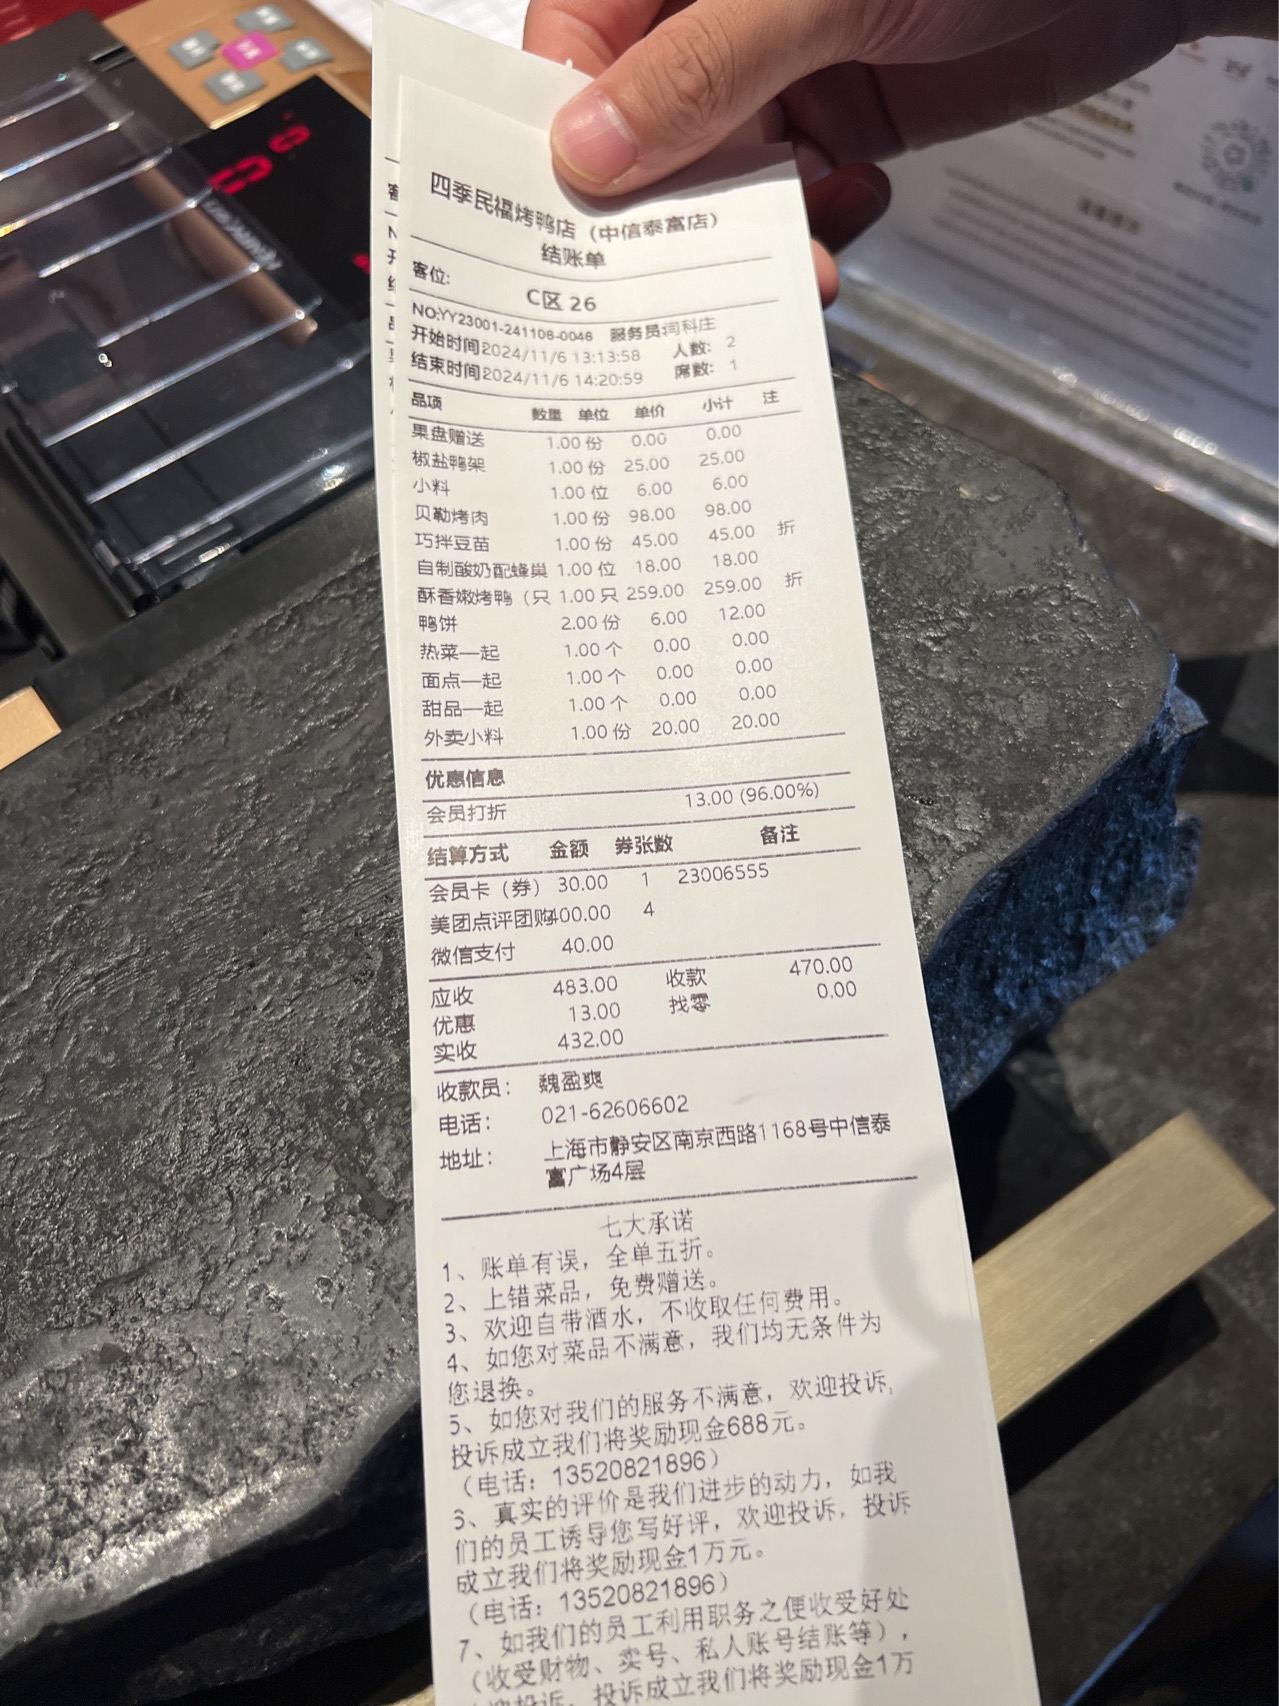 四季民福烤鸭店（中信泰富店）
结账单
客位: C区 26
NO:YY23001-241106-0046 服务员:闫科庄
开始时间 2024/11/6 13:13:58 人数: 2
结束时间 2024/11/6 14:20:59 席数: 1
品项 数量 单位 单价 小计 注
果盘赠送 1.00 份 0.00 0.00
椒盐鸭架 1.00 份 25.00 25.00
小料 1.00 位 6.00 6.00
贝勒烤肉 1.00 份 98.00 98.00
巧拌豆苗 1.00 份 45.00 45.00 折
自制酸奶配蜂巢 1.00 位 18.00 18.00
酥香嫩烤鸭（只 1.00 只 259.00 259.00 折
鸭饼 2.00 份 6.00 12.00
热菜一起 1.00 个 0.00 0.00
面点一起 1.00 个 0.00 0.00
甜品一起 1.00 个 0.00 0.00
外卖小料 1.00 份 20.00 20.00
优惠信息
会员打折 13.00 (96.00%)
结算方式 金额 券张数 备注
会员卡（券） 30.00 1 23006555
美团点评团购400.00 4
微信支付 40.00
应收 483.00 收款 470.00
优惠 13.00 找零 0.00
实收 432.00
收款员： 魏盈爽
电话： 021-62606602
地址： 上海市静安区南京西路1168号中信泰
富广场4层
七大承诺
1、账单有误，全单五折。
2、上错菜品，免费赠送。
3、欢迎自带酒水，不收取任何费用。
4、如您对菜品不满意，我们均无条件为
您退换。
5、如您对我们的服务不满意，欢迎投诉,
投诉成立我们将奖励现金688元。
（电话：13520821896）
3、真实的评价是我们进步的动力，如我
们的员工诱导您写好评，欢迎投诉，投诉
成立我们将奖励现金1万元。
（电话：13520821896）
7、如我们的员工利用职务之便收受好处
（收受财物、卖号、私人账号结账等），
迎投诉，投诉成立我们将奖励现金1万